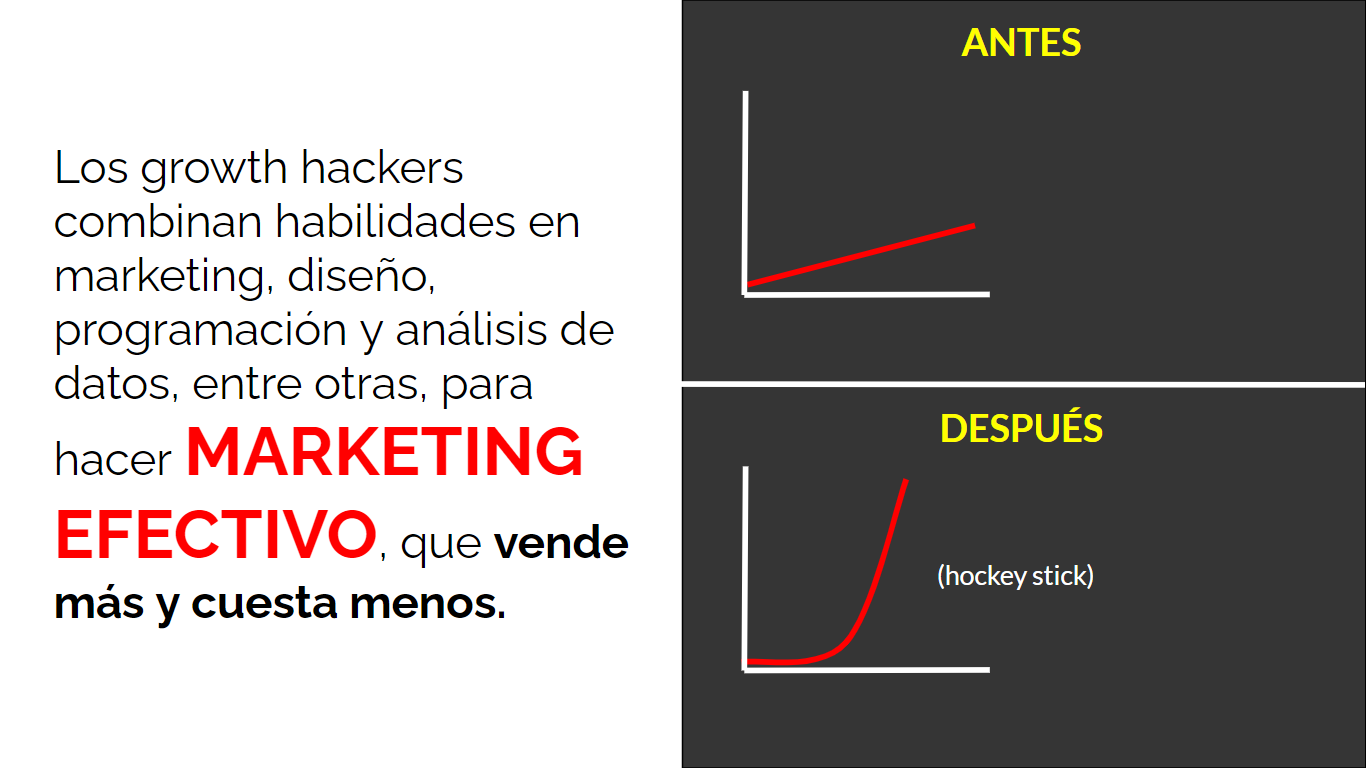 Los growth hackers
combinan habilidades en
marketing, diseño,
programación y análisis de
datos, entre otras, para
hacer MARKETING
EFECTIVO, que vende
más y cuesta menos.
ANTES
DESPUÉS
(hockey stick)